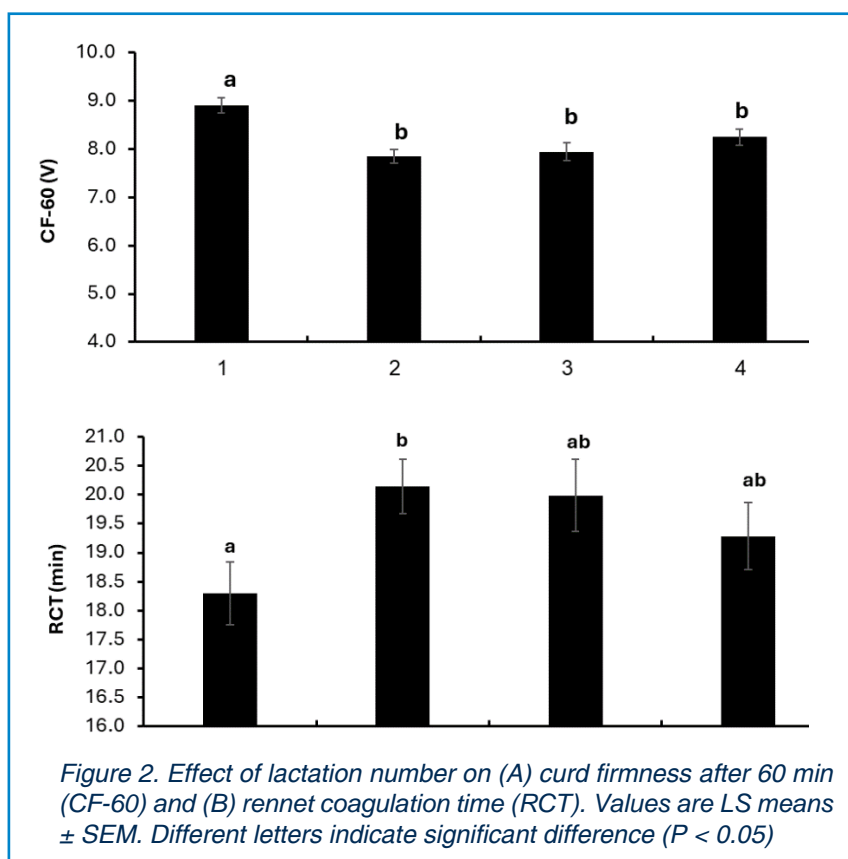 10.0
9.0
8.0
7.0
6.0
5.0
4.0
CF-60 (V)
a
b
b
b
1
2
3
4
21.0
20.5
20.0
19.5
19.0
18.5
18.0
17.5
17.0
16.5
16.0
RCT (min)
a
b
ab
ab
Figure 2. Effect of lactation number on (A) curd firmness after 60 min
(CF-60) and (B) rennet coagulation time (RCT). Values are LS means
± SEM. Different letters indicate significant difference (P < 0.05)